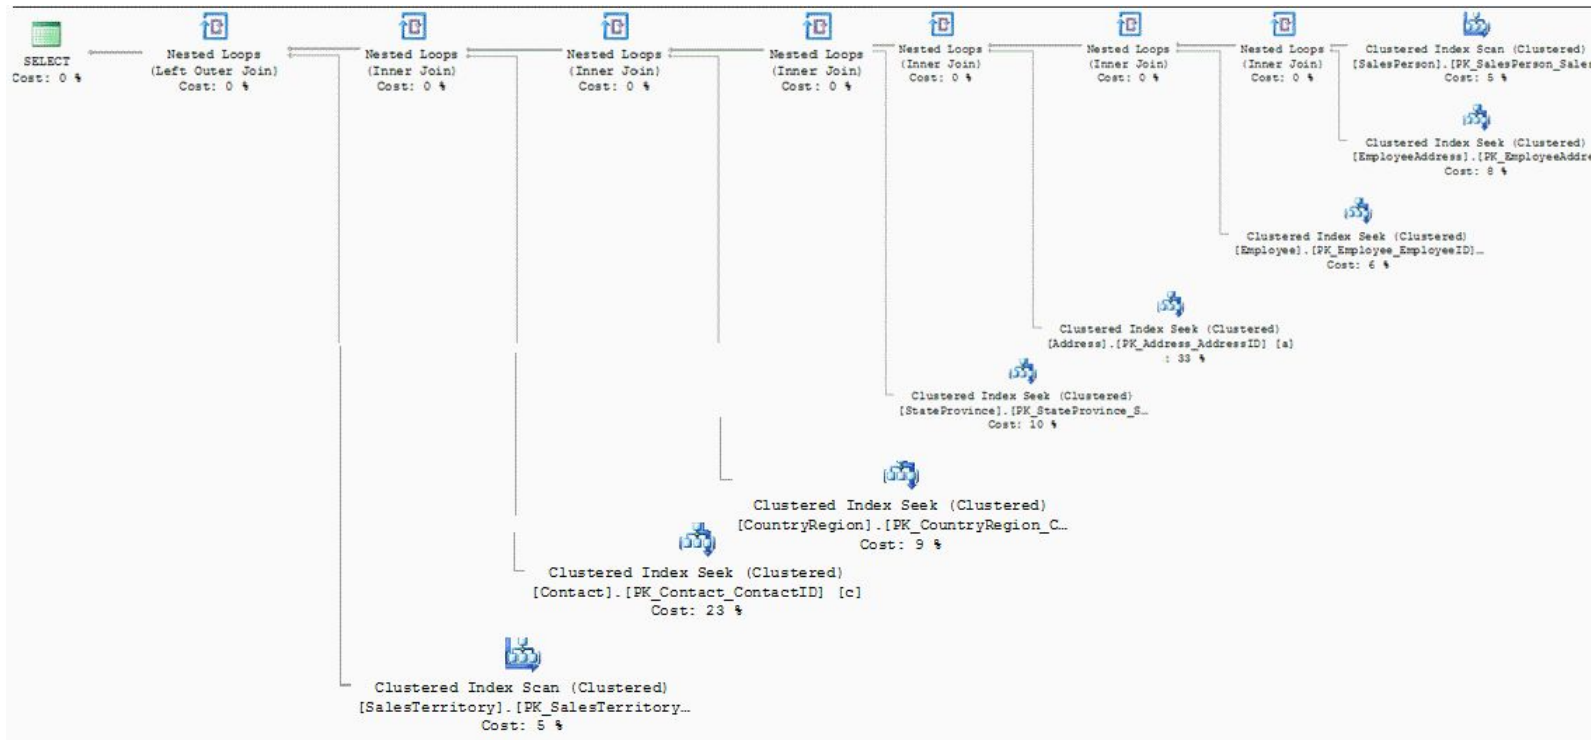 SELECT
Cost: 0 %
Nested Loops
(Left Outer Join)
Cost: 0 %
Nested Loops
(Inner Join)
Cost: 0 %
Nested Loops
(Inner Join)
Cost: 0 %
Nested Loops
(Inner Join)
Cost: 0 %
Nested Loops
(Inner Join)
Cost: 0 %
Nested Loops
(Inner Join)
Cost: 0 %
Nested Loops
(Inner Join)
Cost: 0 %
Clustered Index Scan (Clustered)
[SalesPerson].[PK_SalesPerson_Sales
Cost: 5 %
Clustered Index Seek (Clustered)
[EmployeeAddress].[PK_EmployeeAddre
Cost: 8 %
Clustered Index Seek (Clustered)
[Employee].[PK_Employee_EmployeeID]…
Cost: 6 %
Clustered Index Seek (Clustered)
[Address].[PK_Address_AddressID] [a]
: 33 %
Clustered Index Seek (Clustered)
[StateProvince].[PK_StateProvince_S…
Cost: 10 %
Clustered Index Seek (Clustered)
[CountryRegion].[PK_CountryRegion_C…
Cost: 9 %
Clustered Index Seek (Clustered)
[Contact].[PK_Contact_ContactID] [c]
Cost: 23 %
Clustered Index Scan (Clustered)
[SalesTerritory].[PK_SalesTerritory…
Cost: 5 %